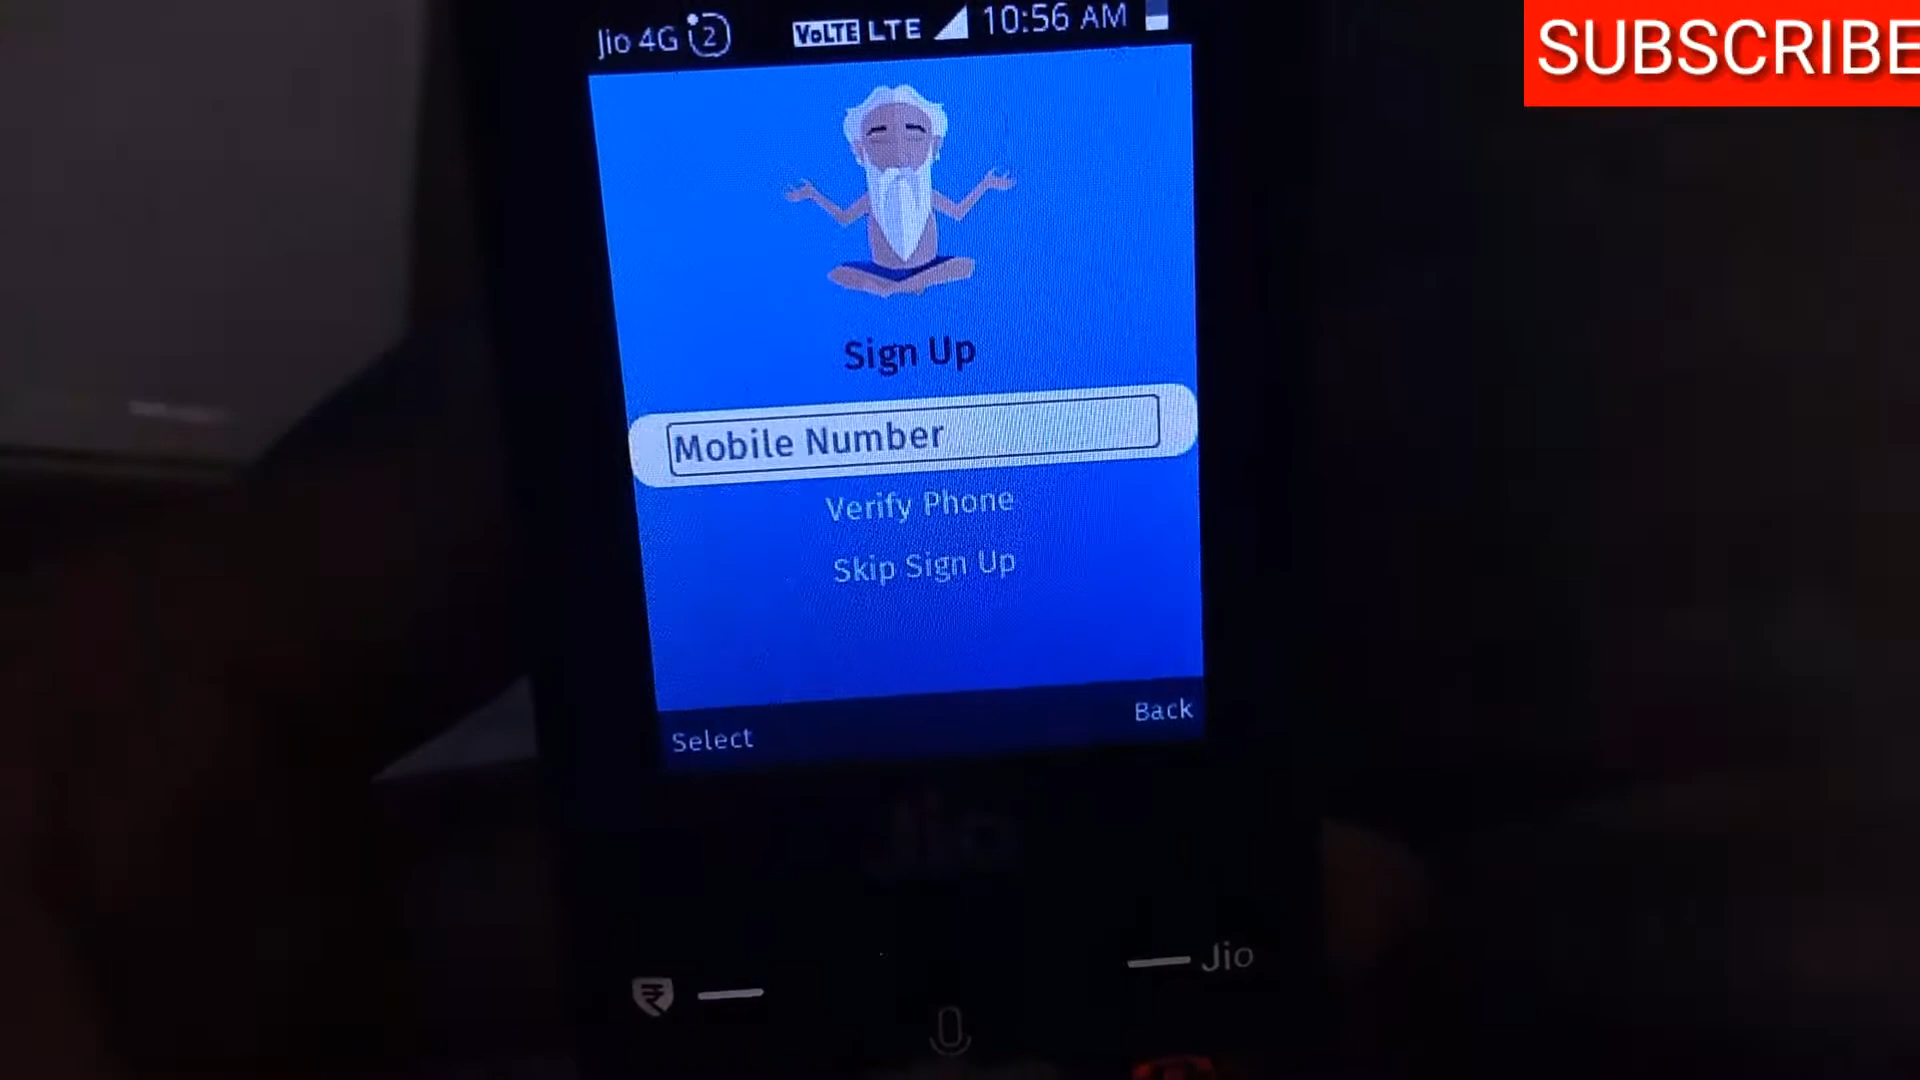 Jio 4G 2 VoLTE LTE 10:56 AM
SUBSCRIBE
Sign Up
Mobile Number
Verify Phone
Skip Sign Up
Select Back
Jio
Jio
₹